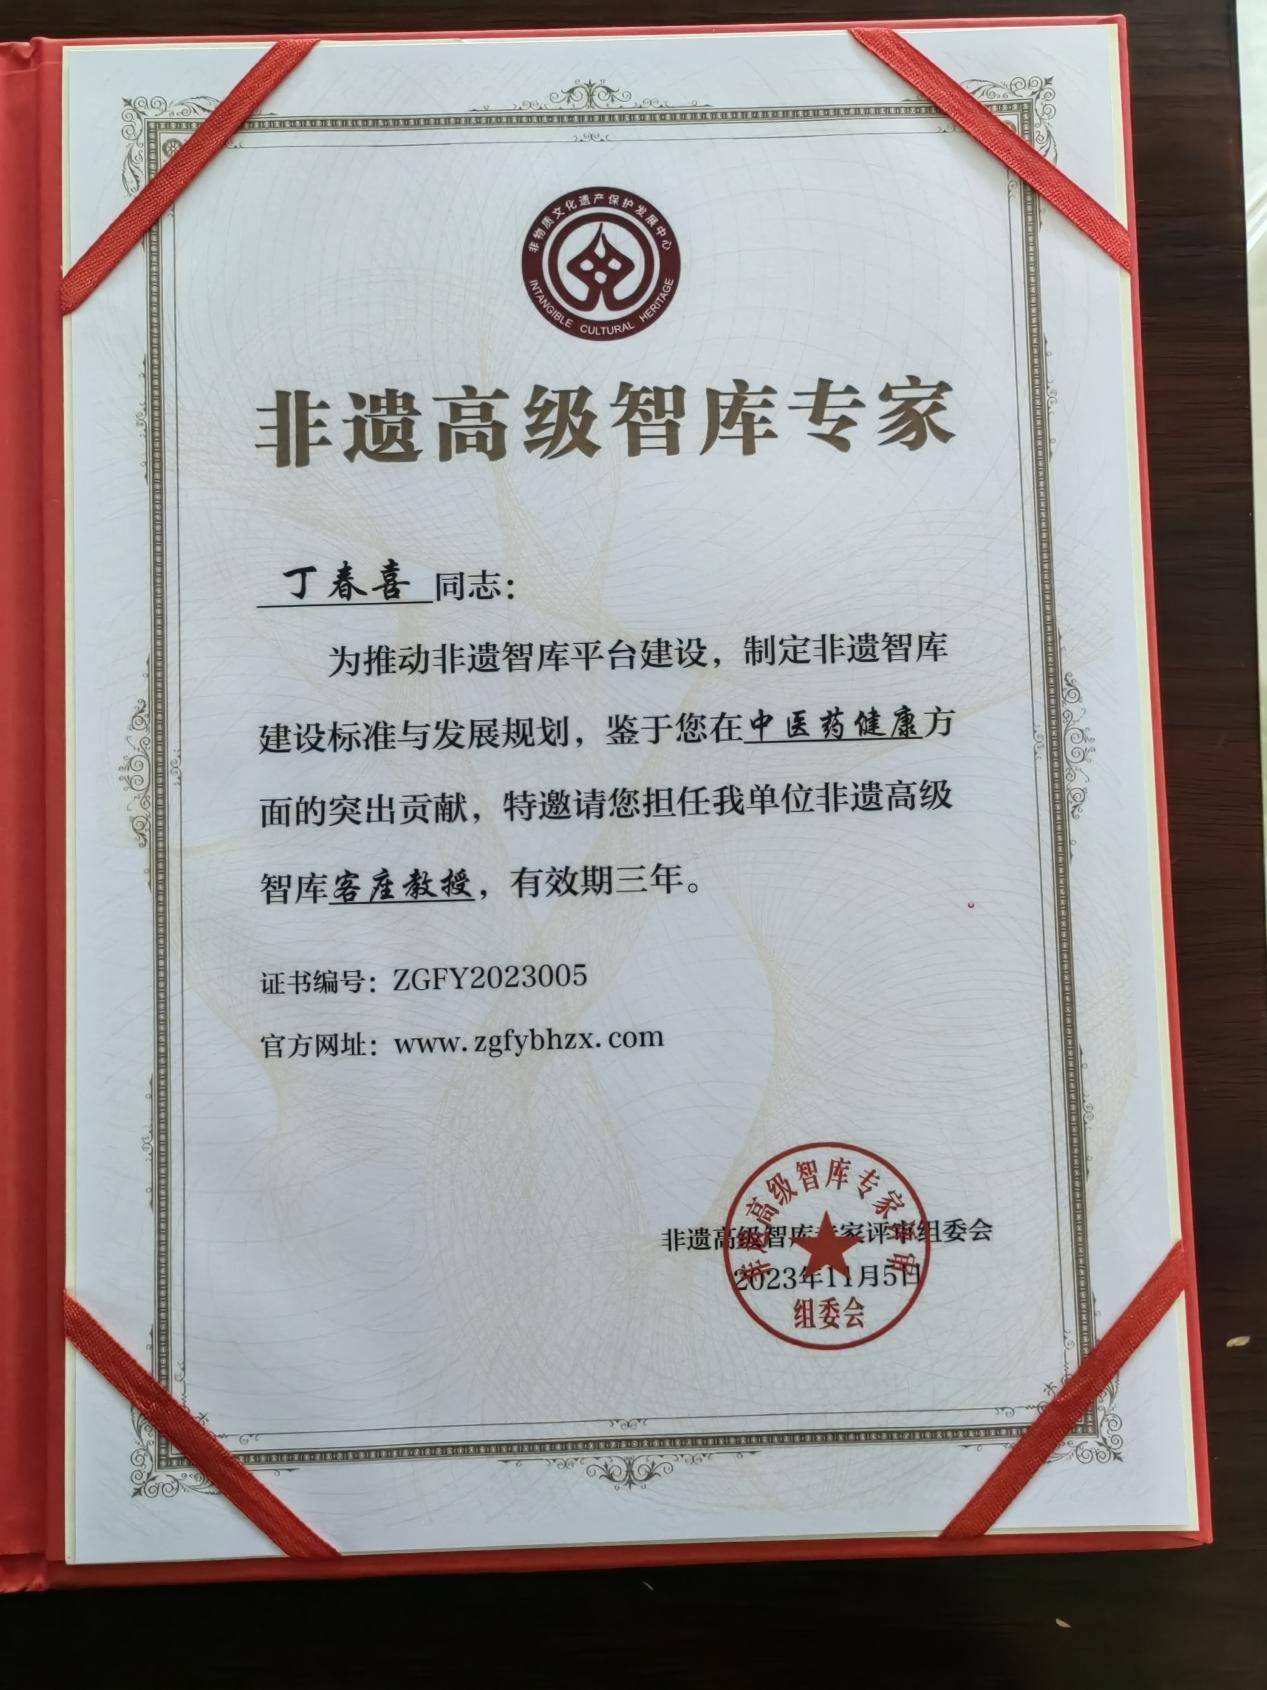 非物质文化遗产保护发展中心
INTANGIBLE CULTURAL HERITAGE
非遗高级智库专家
丁春喜同志：
为推动非遗智库平台建设，制定非遗智库
建设标准与发展规划，鉴于您在中医药健康方
面的突出贡献，特邀请您担任我单位非遗高级
智库客座教授，有效期三年。
证书编号：ZGFY2023005
官方网址：www.zgfybhzx.com
非遗高级智库专家评审组委会
2023年11月5日
非遗高级智库专家评审
组委会